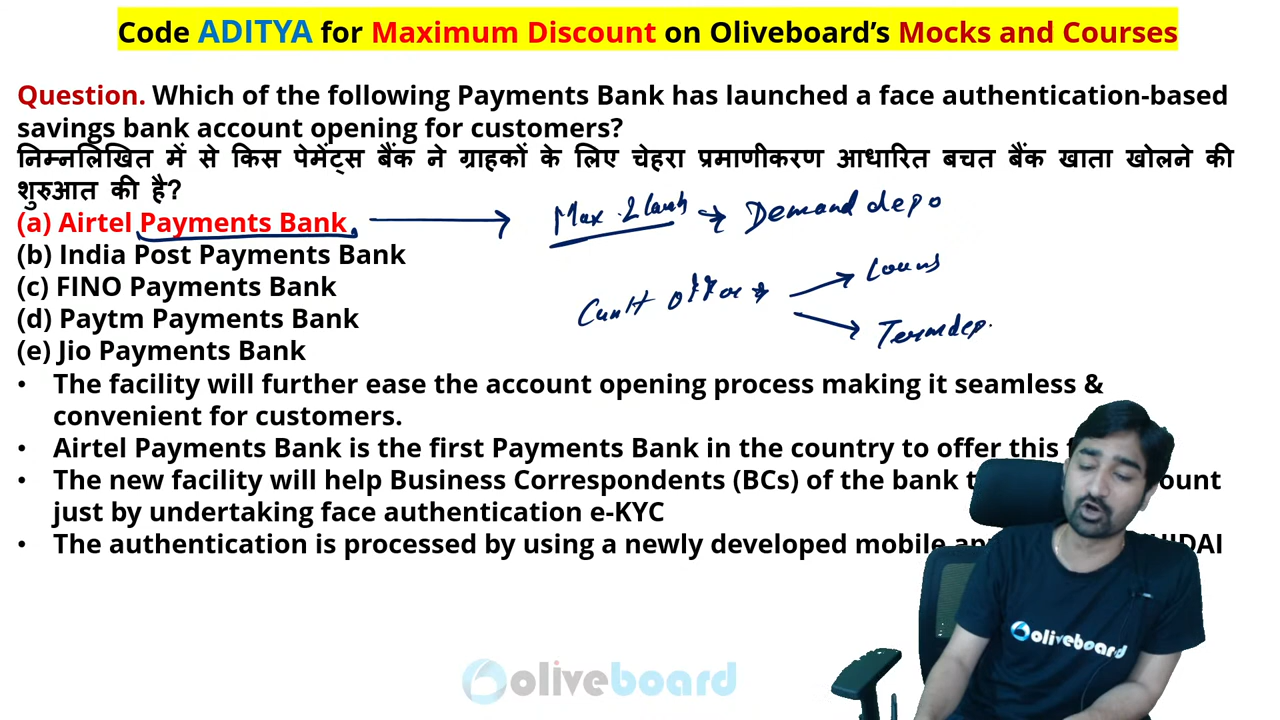 Code ADITYA for Maximum Discount on Oliveboard's Mocks and Courses
Question. Which of the following Payments Bank has launched a face authentication-based
savings bank account opening for customers?
निम्नलिखित में से किस पेमेंट्स बैंक ने ग्राहकों के लिए चेहरा प्रमाणीकरण आधारित बचत बैंक खाता खोलने की
शुरुआत की है?
(a) Airtel Payments Bank
Max 2 lakh → Demand depo
(b) India Post Payments Bank
Loans
(c) FINO Payments Bank
Can't offer
(d) Paytm Payments Bank
Term dep.
(e) Jio Payments Bank
• The facility will further ease the account opening process making it seamless &
convenient for customers.
• Airtel Payments Bank is the first Payments Bank in the country to offer this
• The new facility will help Business Correspondents (BCs) of the bank
just by undertaking face authentication e-KYC
• The authentication is processed by using a newly developed mobile UIDAI
oliveboard
oliveboard